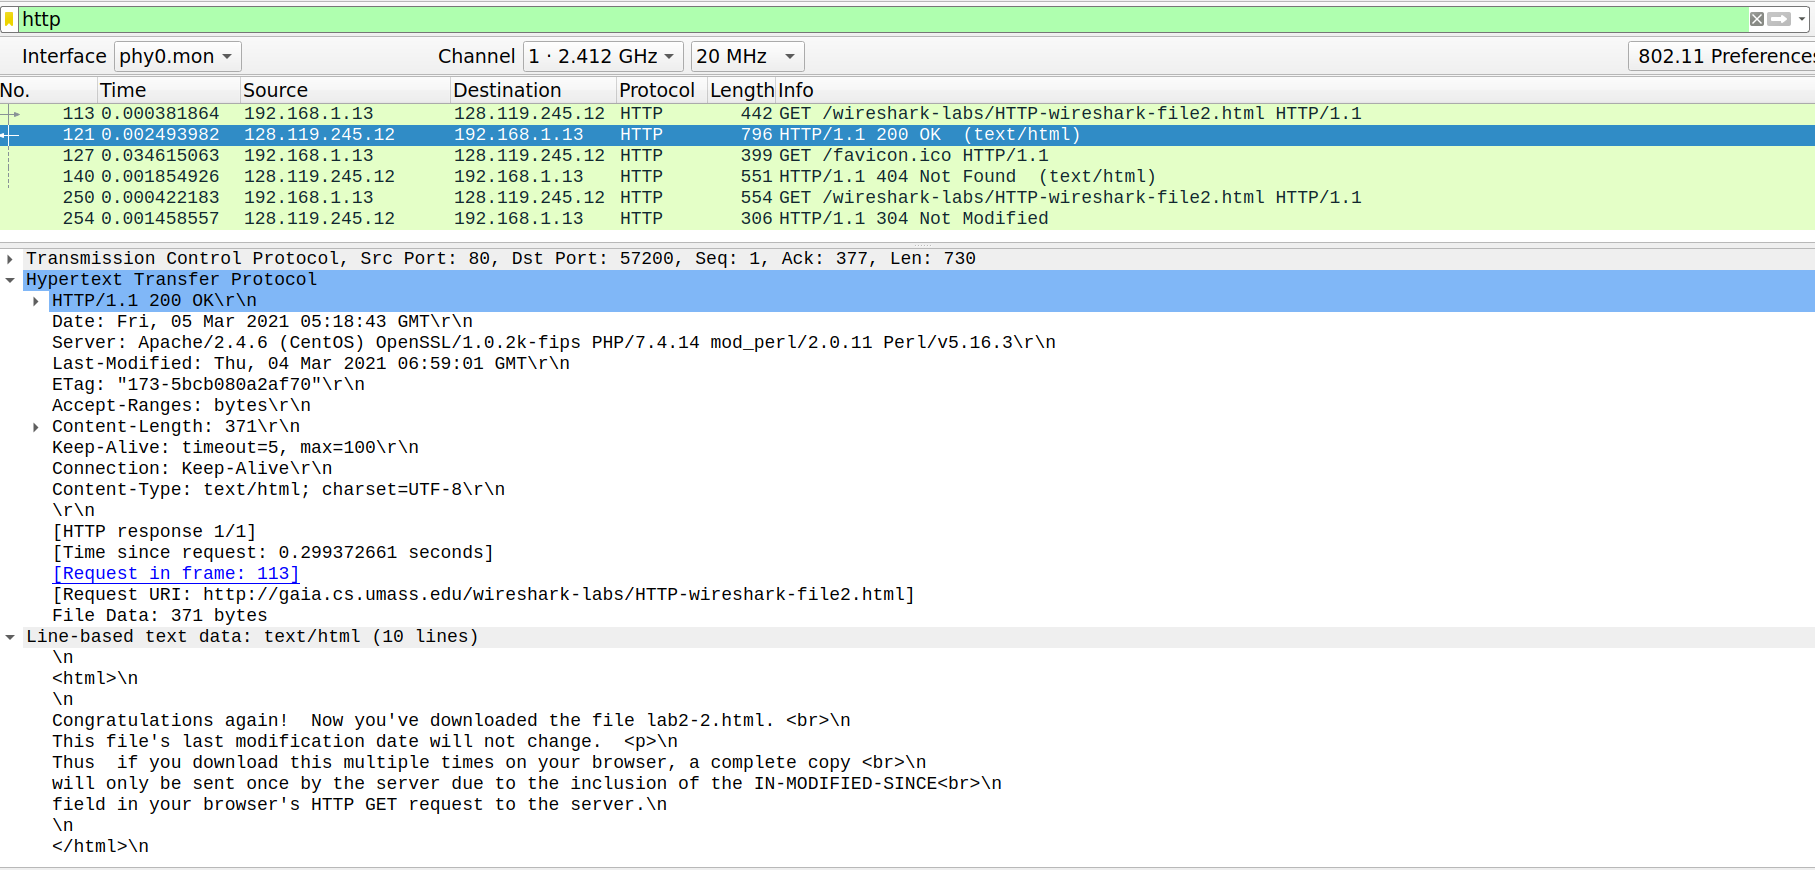 http
Interface phy0.mon Channel 1 · 2.412 GHz 20 MHz 802.11 Preferences
No. Time Source Destination Protocol Length Info
113 0.000381864 192.168.1.13 128.119.245.12 HTTP 442 GET /wireshark-labs/HTTP-wireshark-file2.html HTTP/1.1
121 0.002493982 128.119.245.12 192.168.1.13 HTTP 796 HTTP/1.1 200 OK  (text/html)
127 0.034615063 192.168.1.13 128.119.245.12 HTTP 399 GET /favicon.ico HTTP/1.1
140 0.001854926 128.119.245.12 192.168.1.13 HTTP 551 HTTP/1.1 404 Not Found  (text/html)
250 0.000422183 192.168.1.13 128.119.245.12 HTTP 554 GET /wireshark-labs/HTTP-wireshark-file2.html HTTP/1.1
254 0.001458557 128.119.245.12 192.168.1.13 HTTP 306 HTTP/1.1 304 Not Modified
Transmission Control Protocol, Src Port: 80, Dst Port: 57200, Seq: 1, Ack: 377, Len: 730
Hypertext Transfer Protocol
HTTP/1.1 200 OK\r\n
Date: Fri, 05 Mar 2021 05:18:43 GMT\r\n
Server: Apache/2.4.6 (CentOS) OpenSSL/1.0.2k-fips PHP/7.4.14 mod_perl/2.0.11 Perl/v5.16.3\r\n
Last-Modified: Thu, 04 Mar 2021 06:59:01 GMT\r\n
ETag: "173-5bcb080a2af70"\r\n
Accept-Ranges: bytes\r\n
Content-Length: 371\r\n
Keep-Alive: timeout=5, max=100\r\n
Connection: Keep-Alive\r\n
Content-Type: text/html; charset=UTF-8\r\n
\r\n
[HTTP response 1/1]
[Time since request: 0.299372661 seconds]
[Request in frame: 113]
[Request URI: http://gaia.cs.umass.edu/wireshark-labs/HTTP-wireshark-file2.html]
File Data: 371 bytes
Line-based text data: text/html (10 lines)
\n
<html>\n
\n
Congratulations again!  Now you've downloaded the file lab2-2.html. <br>\n
This file's last modification date will not change.  <p>\n
Thus  if you download this multiple times on your browser, a complete copy <br>\n
will only be sent once by the server due to the inclusion of the IN-MODIFIED-SINCE<br>\n
field in your browser's HTTP GET request to the server.\n
\n
</html>\n